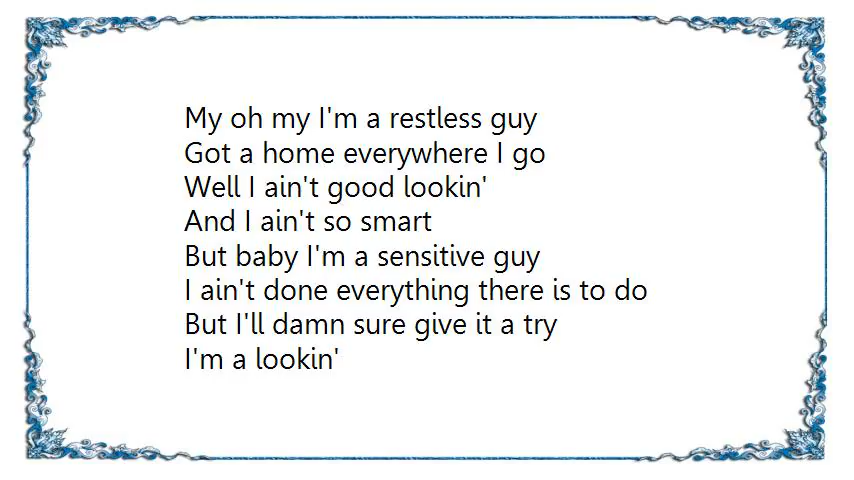 My oh my I'm a restless guy
Got a home everywhere I go
Well I ain't good lookin'
And I ain't so smart
But baby I'm a sensitive guy
I ain't done everything there is to do
But I'll damn sure give it a try
I'm a lookin'